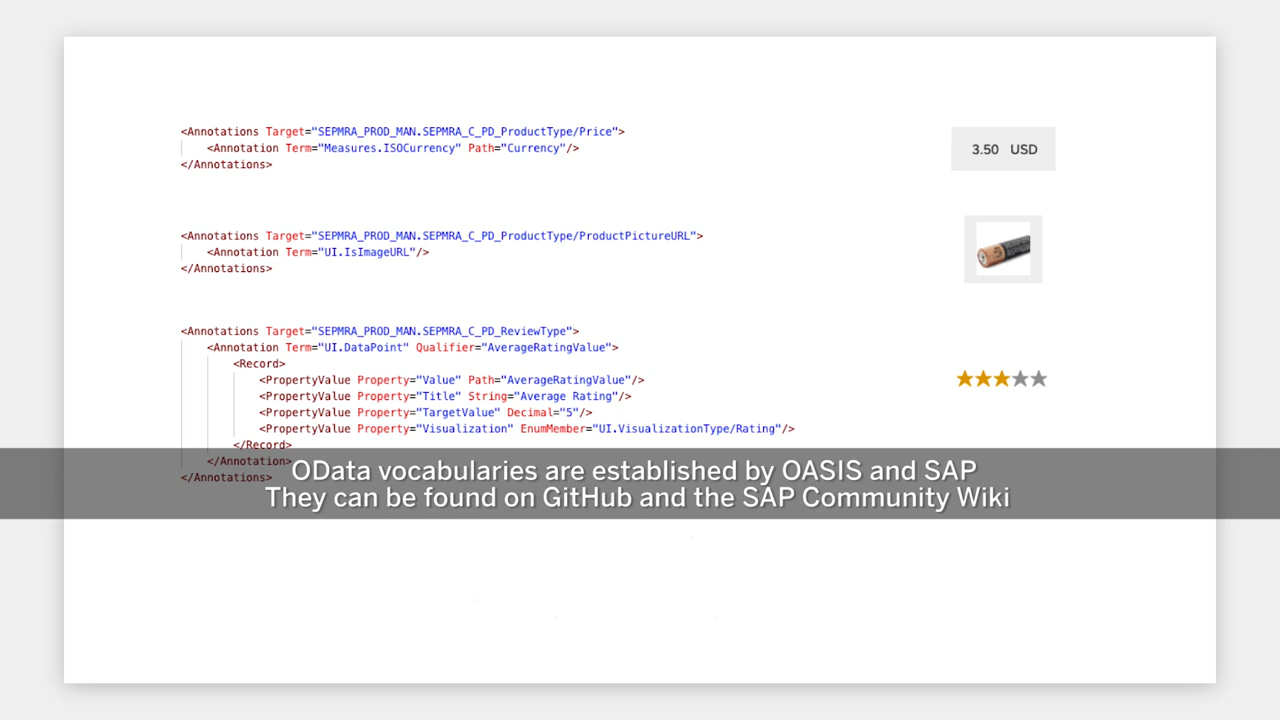 <Annotations Target="SEPMRA_PROD_MAN.SEPMRA_C_PD_ProductType/Price">
<Annotation Term="Measures.ISOCurrency" Path="Currency"/>
</Annotations>
3.50 USD
<Annotations Target="SEPMRA_PROD_MAN.SEPMRA_C_PD_ProductType/ProductPictureURL">
<Annotation Term="UI.IsImageURL"/>
</Annotations>
<Annotations Target="SEPMRA_PROD_MAN.SEPMRA_C_PD_ReviewType">
<Annotation Term="UI.DataPoint" Qualifier="AverageRatingValue">
<Record>
<PropertyValue Property="Value" Path="AverageRatingValue"/>
<PropertyValue Property="Title" String="Average Rating"/>
<PropertyValue Property="TargetValue" Decimal="5"/>
<PropertyValue Property="Visualization" EnumMember="UI.VisualizationType/Rating"/>
</Record>
</Annotation>
</Annotations>
OData vocabularies are established by OASIS and SAP
They can be found on GitHub and the SAP Community Wiki